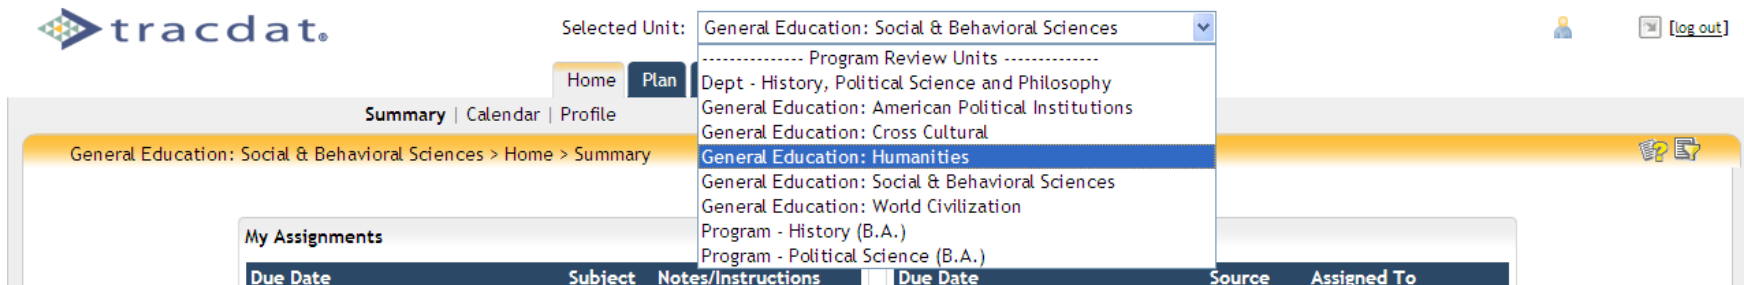 tracdat.
Selected Unit: General Education: Social & Behavioral Sciences
[log out]
--------------- Program Review Units --------------
Dept - History, Political Science and Philosophy
General Education: American Political Institutions
General Education: Cross Cultural
General Education: Humanities
General Education: Social & Behavioral Sciences
General Education: World Civilization
Program - History (B.A.)
Program - Political Science (B.A.)
Home Plan
Summary | Calendar | Profile
General Education: Social & Behavioral Sciences > Home > Summary
My Assignments
Due Date Subject Notes/Instructions
Due Date Source Assigned To